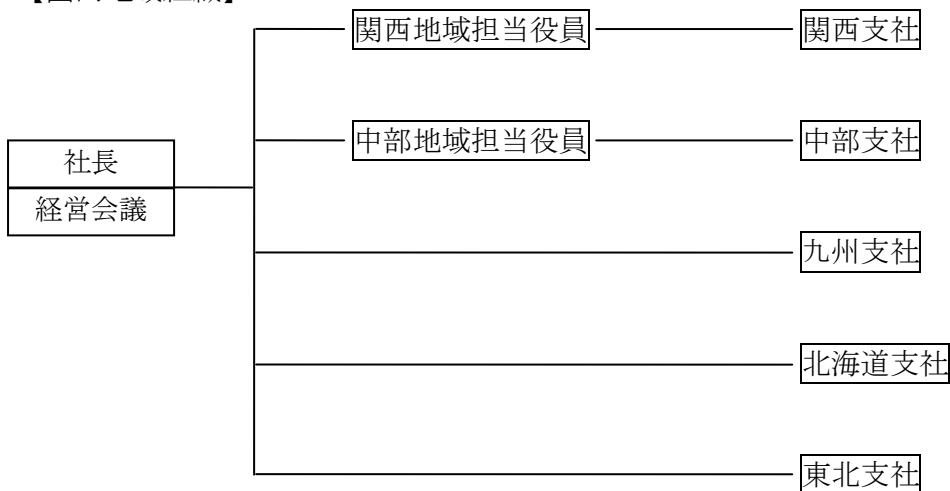 関西地域担当役員 関西支社
中部地域担当役員 中部支社
社長
経営会議
九州支社
北海道支社
東北支社